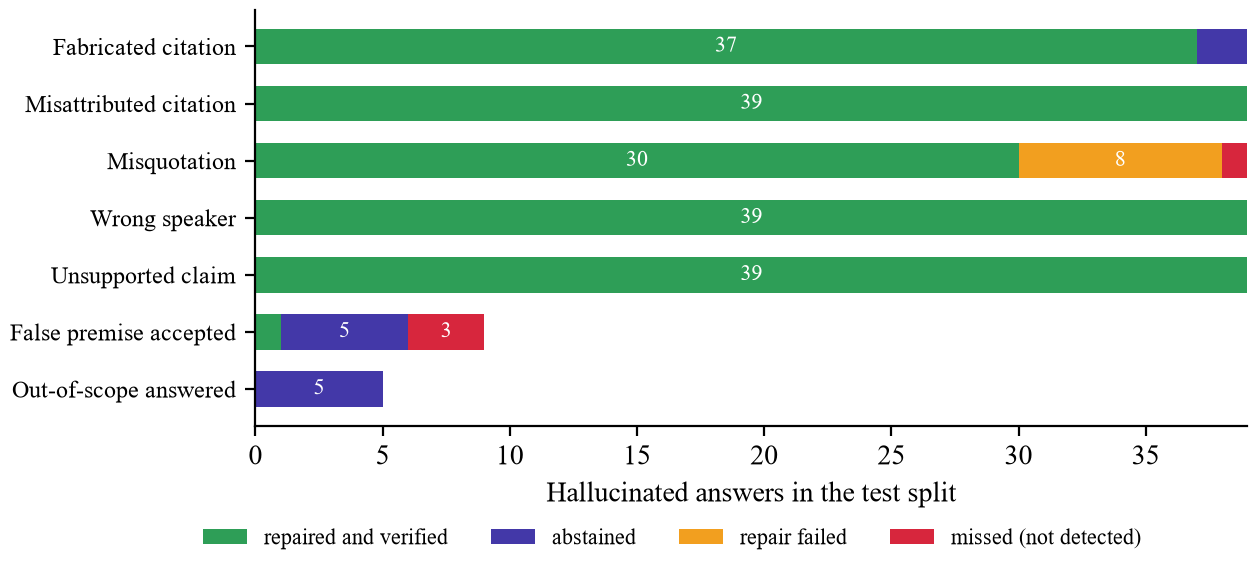 Fabricated citation 37
Misattributed citation 39
Misquotation 30 8
Wrong speaker 39
Unsupported claim 39
False premise accepted 5 3
Out-of-scope answered 5
0 5 10 15 20 25 30 35
Hallucinated answers in the test split
repaired and verified abstained repair failed missed (not detected)